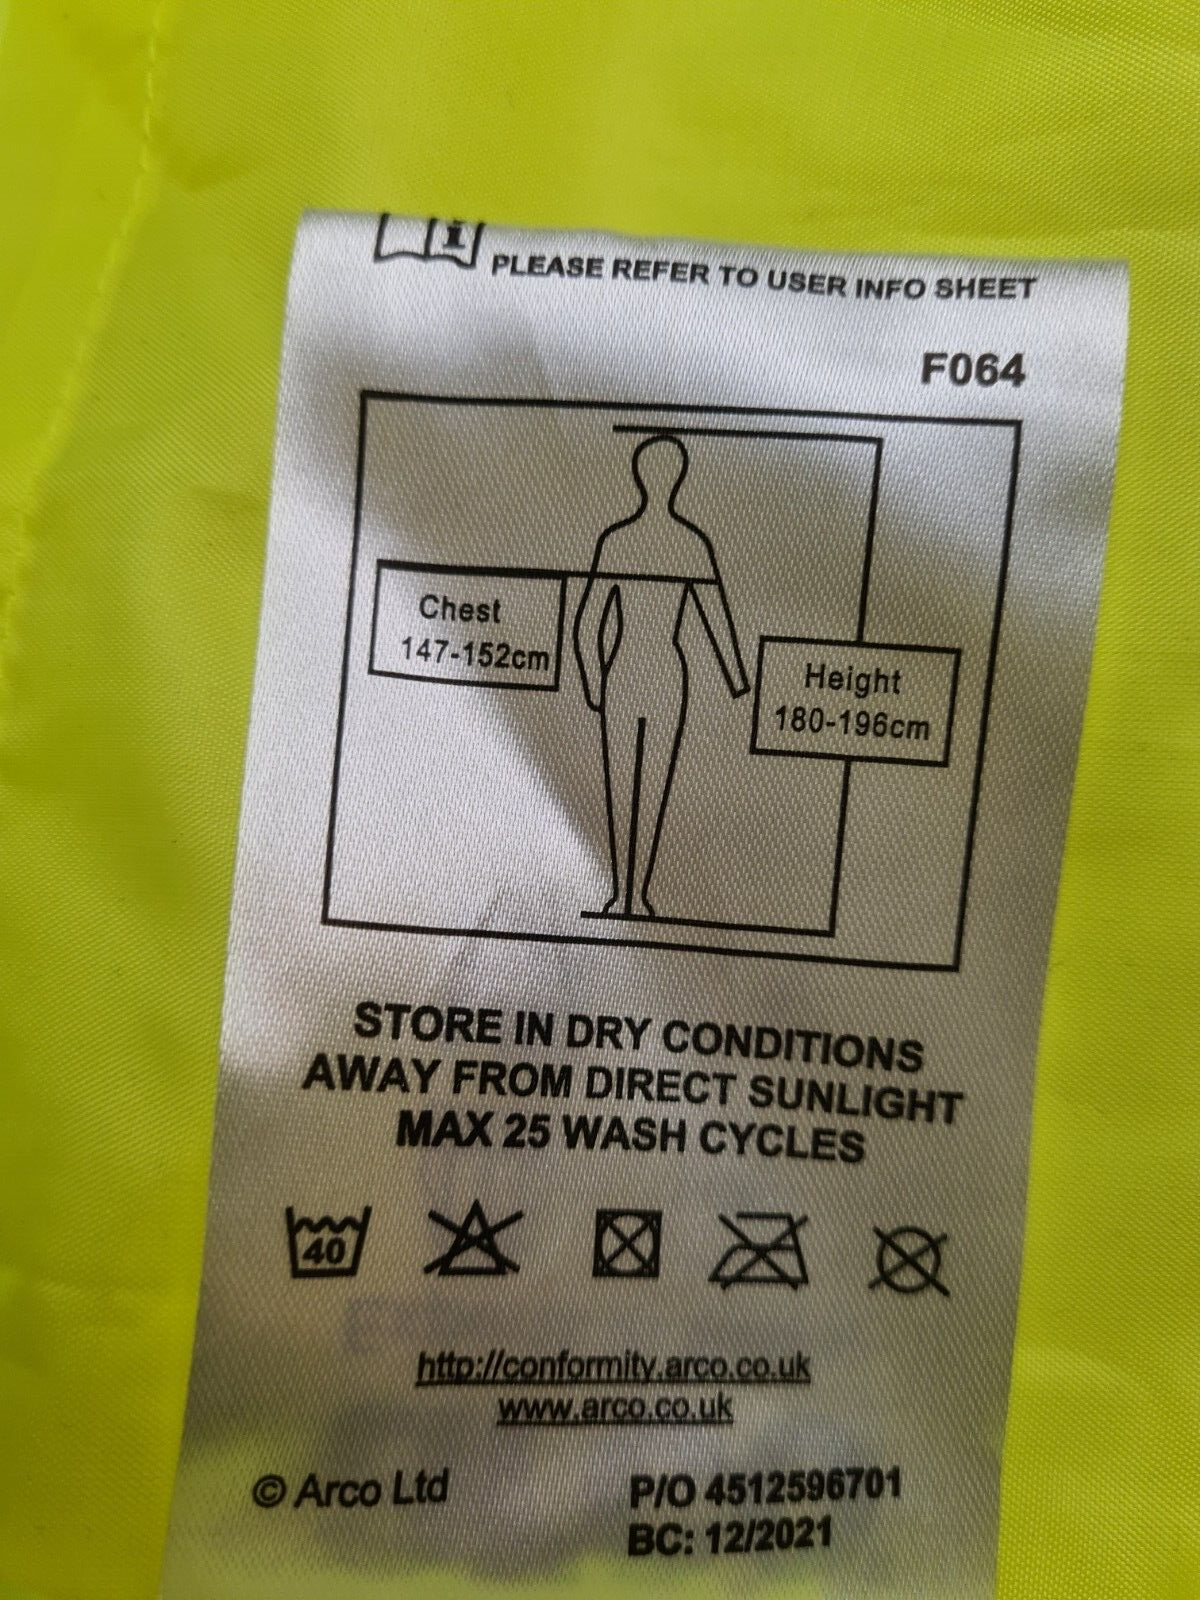 i
PLEASE REFER TO USER INFO SHEET
F064
Chest
147-152cm
Height
180-196cm
STORE IN DRY CONDITIONS
AWAY FROM DIRECT SUNLIGHT
MAX 25 WASH CYCLES
40
http://conformity.arco.co.uk
www.arco.co.uk
© Arco Ltd
P/O 4512596701
BC: 12/2021